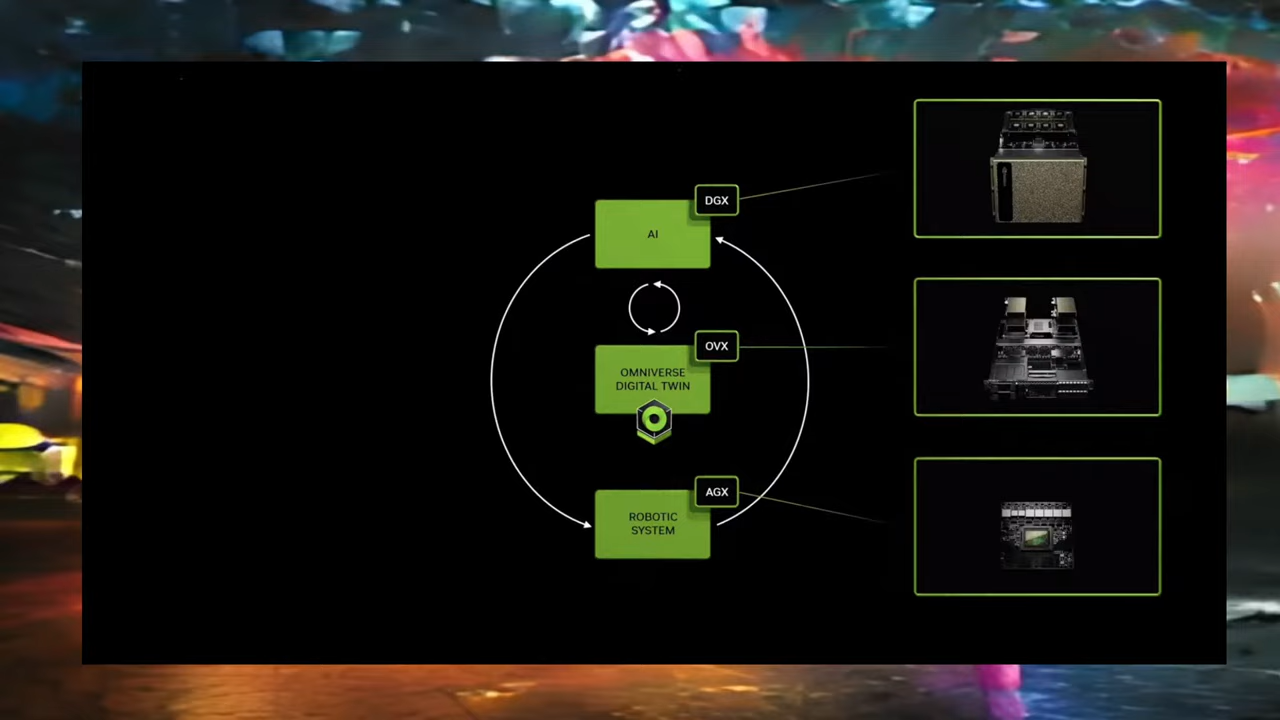 DGX
AI
OVX
OMNIVERSE
DIGITAL TWIN
AGX
ROBOTIC
SYSTEM